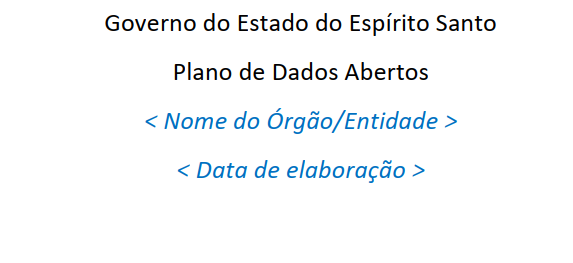 Governo do Estado do Espírito Santo
Plano de Dados Abertos
< Nome do Órgão/Entidade >
< Data de elaboração >